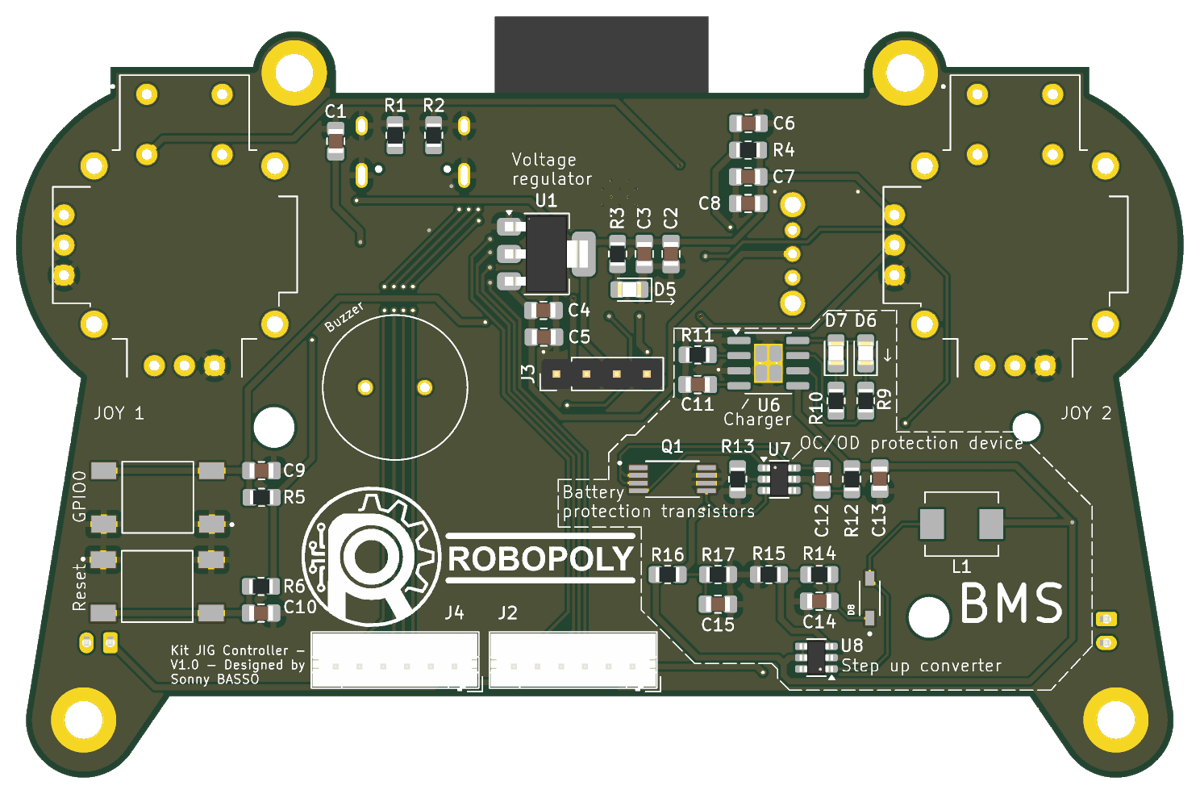 C1
R1
R2
C6
R4
C7
C8
Voltage
regulator
U1
R3
C3
C2
D5
C4
C5
Buzzer
J3
R11
C11
U6
Charger
D7
D6
R10
R9
JOY 1
JOY 2
OC/OD protection device
Q1
R13
U7
C9
R5
GPIO0
Battery
protection transistors
C12
R12
C13
L1
ROBOPOLY
R16
R17
R15
R14
Reset
R6
C10
C15
C14
D8
BMS
J4
J2
U8
Step up converter
Kit JIG Controller –
V1.0 – Designed by
Sonny BASSO